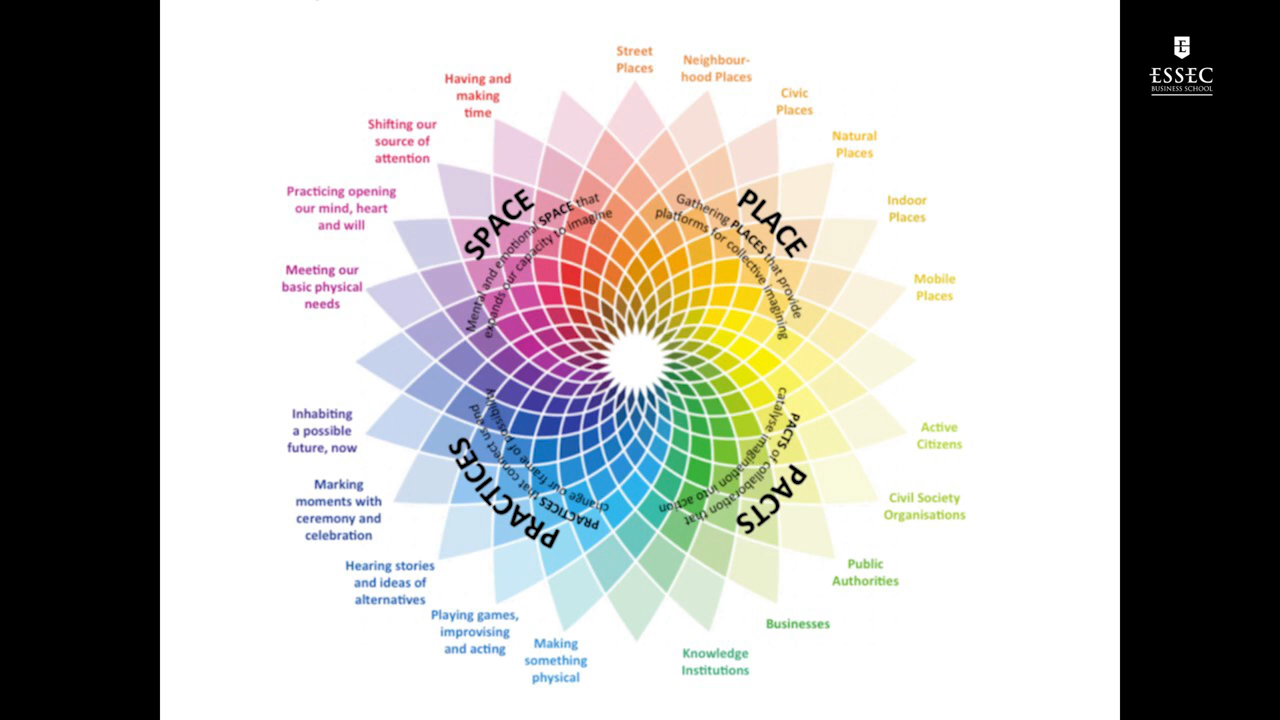 Street
Places
Neighbour-
hood Places
Civic
Places
Natural
Places
Indoor
Places
Mobile
Places
Active
Citizens
Civil Society
Organisations
Public
Authorities
Businesses
Knowledge
Institutions
Making
something
physical
Playing games,
improvising
and acting
Hearing stories
and ideas of
alternatives
Marking
moments with
ceremony and
celebration
Inhabiting
a possible
future, now
Meeting our
basic physical
needs
Practicing opening
our mind, heart
and will
Shifting our
source of
attention
Having and
making
time
SPACE
Mental and emotional SPACE that
expands our capacity to imagine
PLACE
Gathering PLACES that provide
platforms for collective imagining
PACTS
PACTS of collaboration that
catalyse imagination into action
PRACTICES
PRACTICES that connect us and
change our frame of possibility
ESSEC
BUSINESS SCHOOL